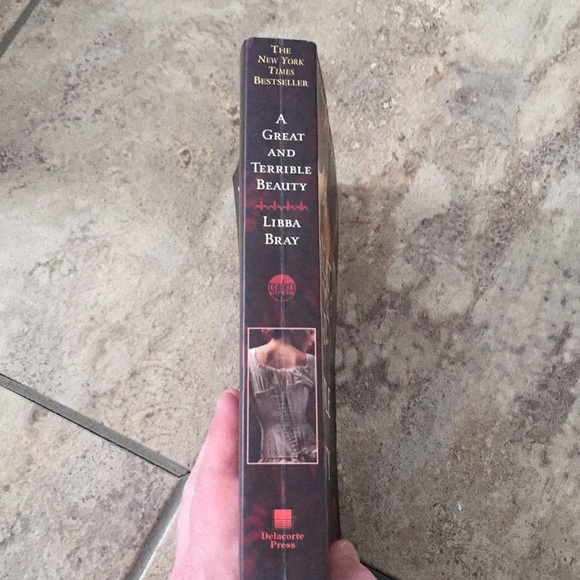 THE
NEW YORK
TIMES
BESTSELLER
A
GREAT
AND
TERRIBLE
BEAUTY
LIBBA
BRAY
Delacorte
Press